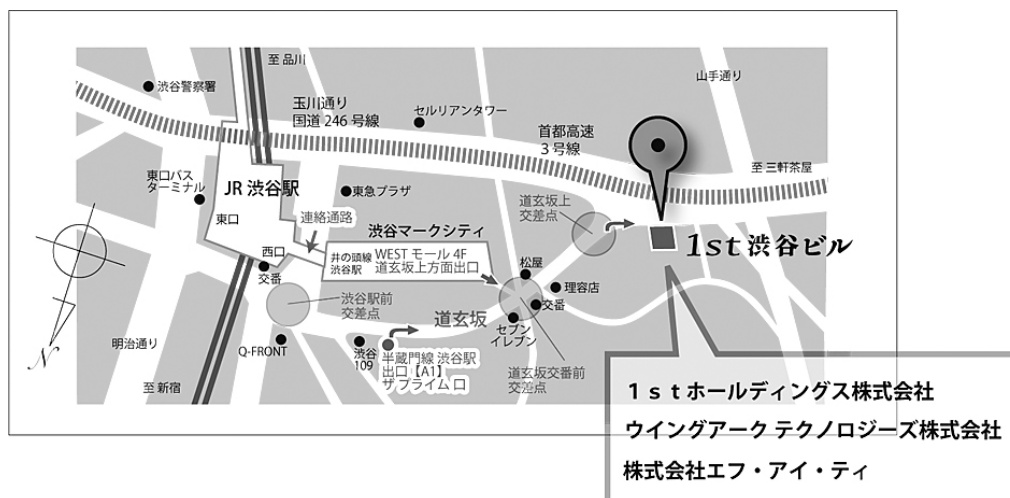 至 品川
渋谷警察署
山手通り
玉川通り
国道 246 号線
セルリアンタワー
首都高速
3 号線
至 三軒茶屋
東口バス
ターミナル
JR 渋谷駅
東急プラザ
道玄坂上
交差点
東口
連絡通路
渋谷マークシティ
1st 渋谷ビル
西口
井の頭線
渋谷駅
WEST モール 4F
道玄坂上方面出口
松屋
交番
理容店
渋谷駅前
交差点
交番
道玄坂
セブン
イレブン
N
明治通り
Q-FRONT
渋谷
109
半蔵門線 渋谷駅
出口【A1】
ザ プライム 口
道玄坂交番前
交差点
至 新宿
1stホールディングス株式会社
ウイングアーク テクノロジーズ株式会社
株式会社エフ・アイ・ティ